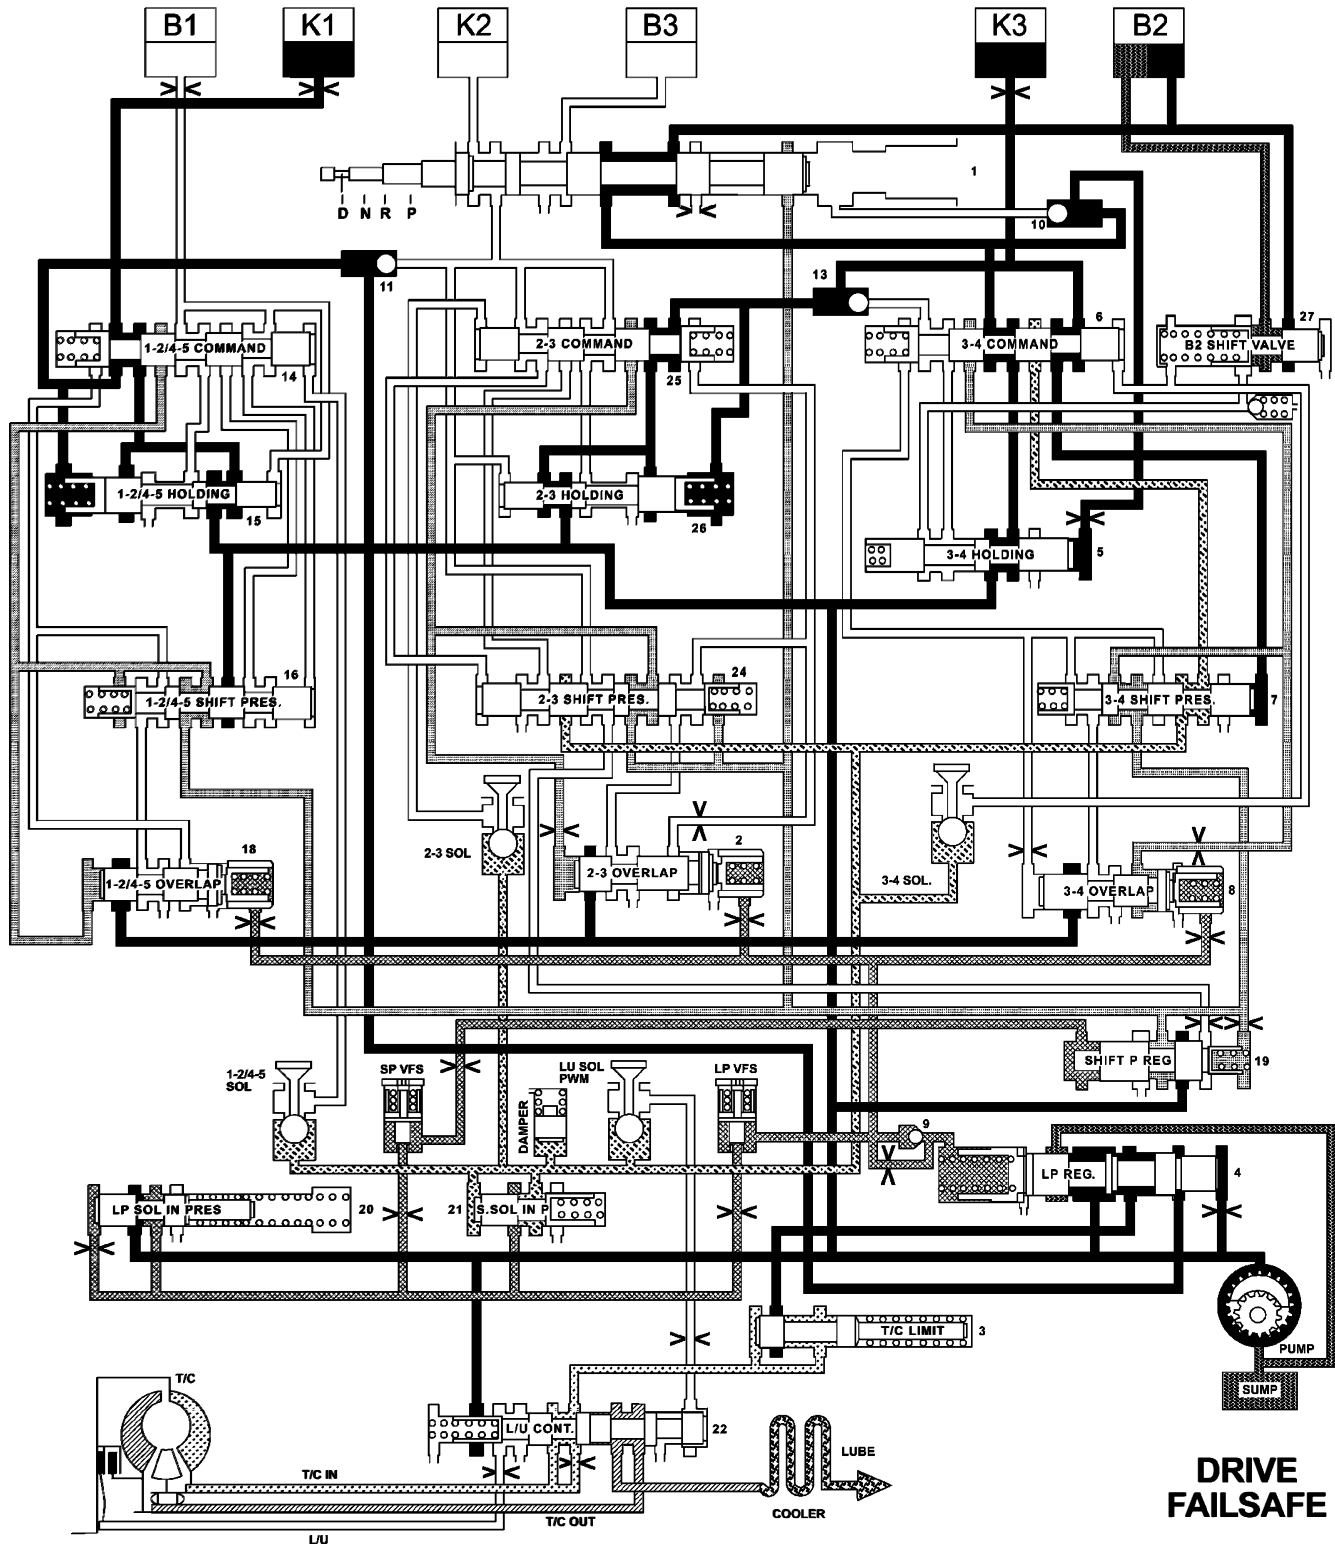 B1
K1
K2
B3
K3
B2
1
D N R P
10
11
13
6
27
1-2/4-5 COMMAND
2-3 COMMAND
3-4 COMMAND
B2 SHIFT VALVE
14
25
16
26
1-2/4-5 HOLDING
2-3 HOLDING
15
26
3-4 HOLDING
5
16
24
1-2/4-5 SHIFT PRES.
2-3 SHIFT PRES.
3-4 SHIFT PRES.
7
18
2-3 SOL
2
1-2/4-5 OVERLAP
2-3 OVERLAP
3-4 SOL.
3-4 OVERLAP
8
1-2/4-5
SOL
SP VFS
LU SOL
PWM
LP VFS
SHIFT P REG
19
DAMPER
9
LP REG.
4
LP SOL IN PRES
20
21
S.SOL IN P
T/C LIMIT
3
PUMP
SUMP
T/C
L/U CONT.
22
LUBE
T/C IN
COOLER
T/C OUT
L/U
DRIVE
FAILSAFE